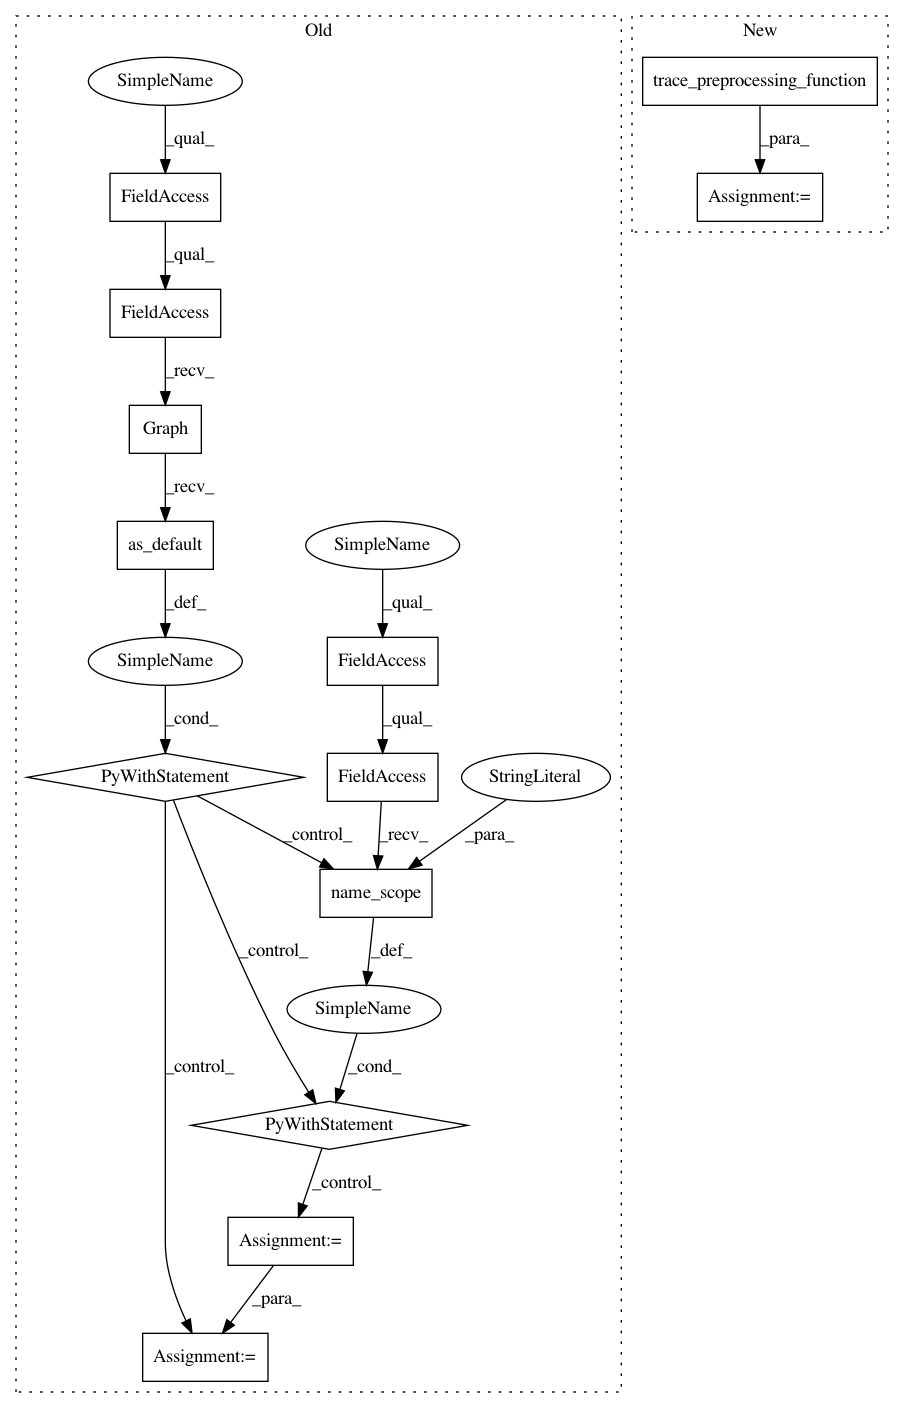 Old
New
SimpleName
trace_preprocessing_function
_qual_
_para_
FieldAccess
Assignment:=
_qual_
FieldAccess
_recv_
Graph
_recv_
as_default
SimpleName
_def_
_qual_
SimpleName
FieldAccess
_cond_
_qual_
PyWithStatement
FieldAccess
StringLiteral
_control_
_recv_
_para_
name_scope
_control_
_def_
SimpleName
_control_
_cond_
PyWithStatement
_control_
Assignment:=
_para_
Assignment:=